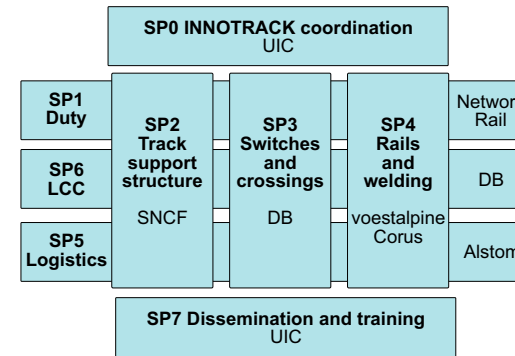 SP0 INNOTRACK coordination
UIC
SP1
Duty
SP2
Track
support
structure
SNCF
SP3
Switches
and
crossings
DB
SP4
Rails
and
welding
voestalpine
Corus
Network
Rail
SP6
LCC
DB
SP5
Logistics
Alstom
SP7 Dissemination and training
UIC